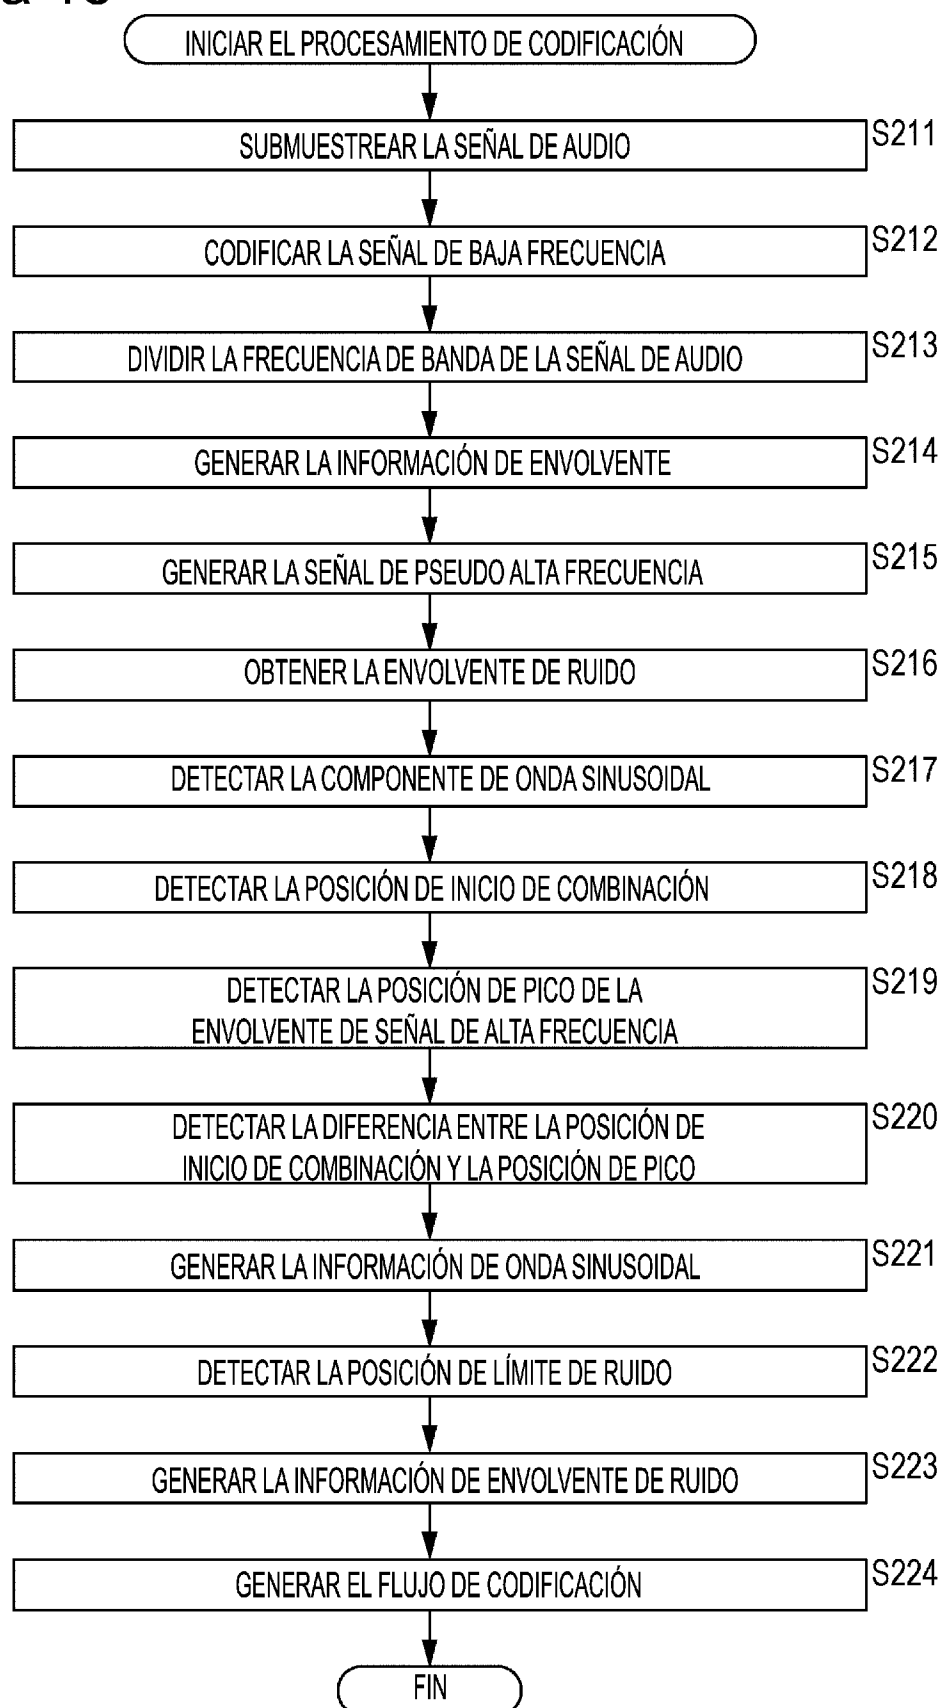 INICIAR EL PROCESAMIENTO DE CODIFICACIÓN
SUBMUESTREAR LA SEÑAL DE AUDIO
S211
CODIFICAR LA SEÑAL DE BAJA FRECUENCIA
S212
DIVIDIR LA FRECUENCIA DE BANDA DE LA SEÑAL DE AUDIO
S213
GENERAR LA INFORMACIÓN DE ENVOLVENTE
S214
GENERAR LA SEÑAL DE PSEUDO ALTA FRECUENCIA
S215
OBTENER LA ENVOLVENTE DE RUIDO
S216
DETECTAR LA COMPONENTE DE ONDA SINUSOIDAL
S217
DETECTAR LA POSICIÓN DE INICIO DE COMBINACIÓN
S218
DETECTAR LA POSICIÓN DE PICO DE LA
ENVOLVENTE DE SEÑAL DE ALTA FRECUENCIA
S219
DETECTAR LA DIFERENCIA ENTRE LA POSICIÓN DE
INICIO DE COMBINACIÓN Y LA POSICIÓN DE PICO
S220
GENERAR LA INFORMACIÓN DE ONDA SINUSOIDAL
S221
DETECTAR LA POSICIÓN DE LÍMITE DE RUIDO
S222
GENERAR LA INFORMACIÓN DE ENVOLVENTE DE RUIDO
S223
GENERAR EL FLUJO DE CODIFICACIÓN
S224
FIN